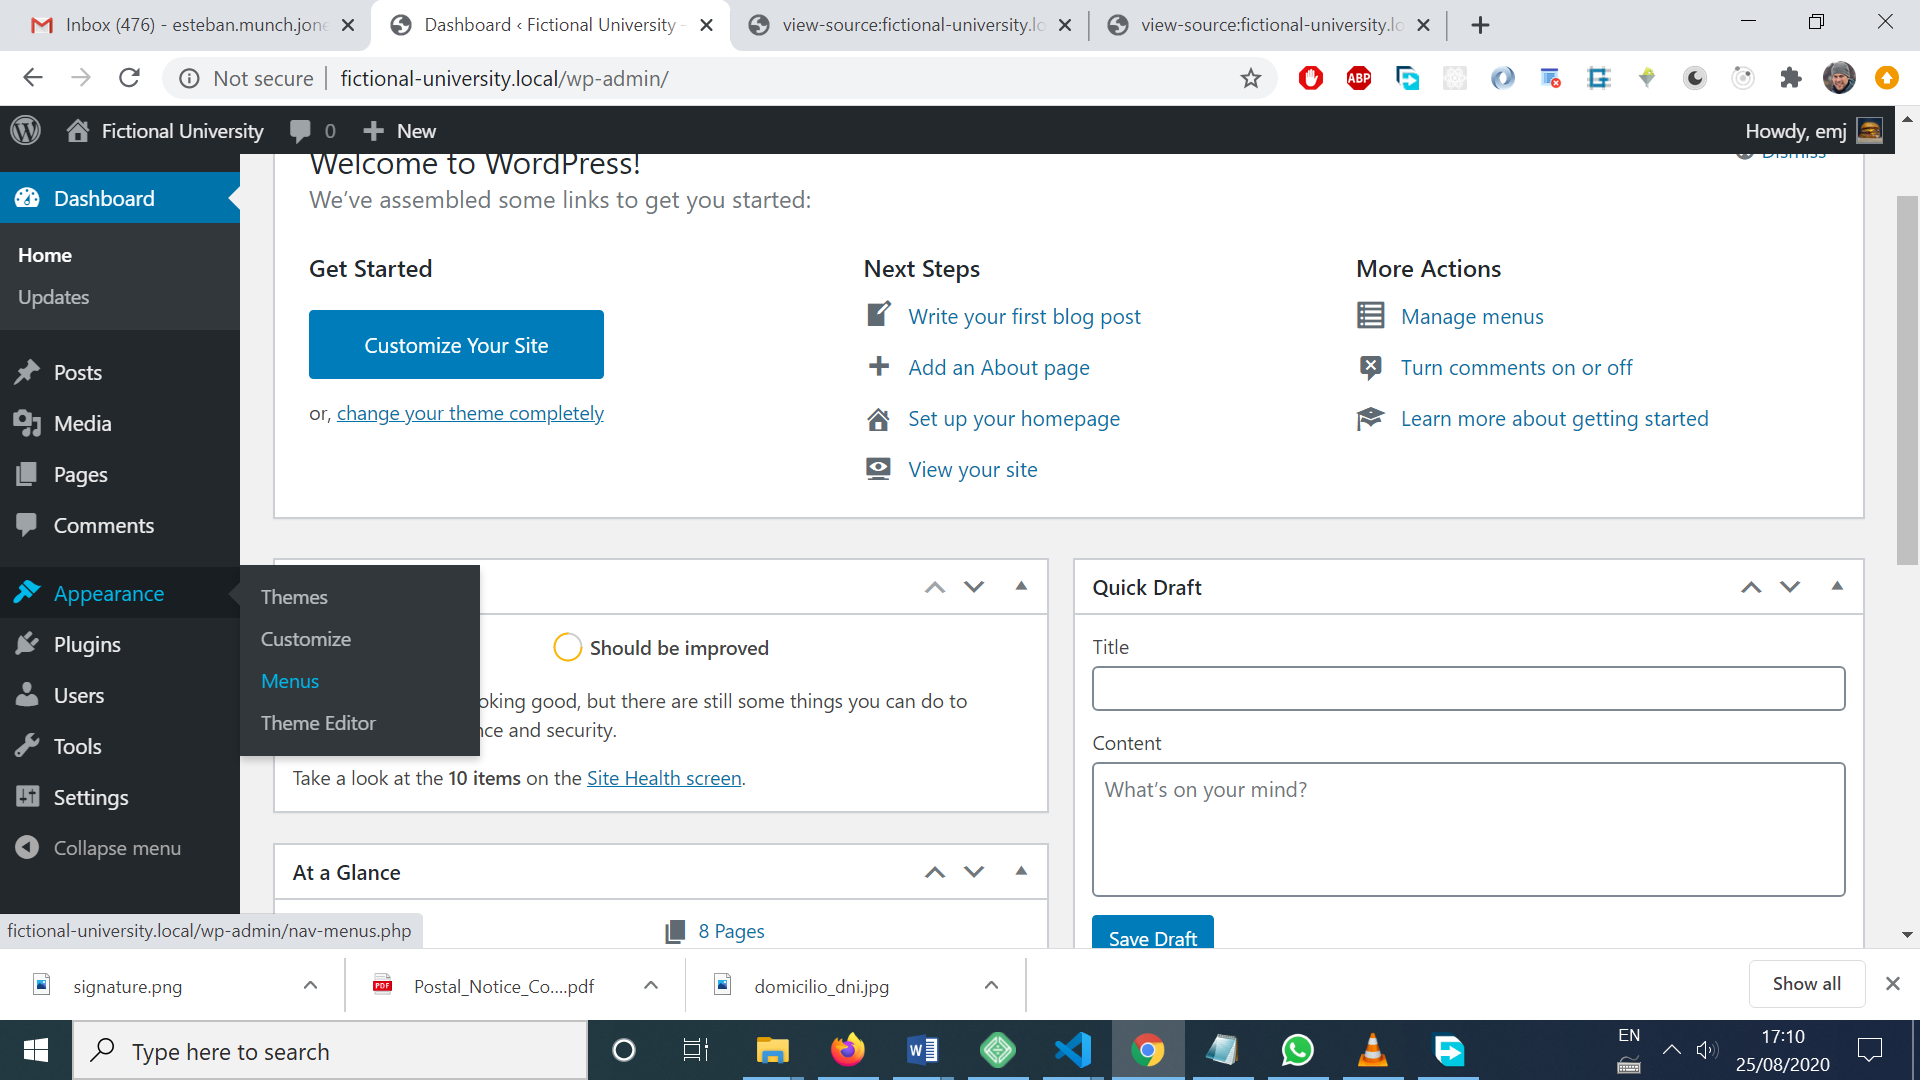 Inbox (476) - esteban.munch.jone
Dashboard ‹ Fictional University -
view-source:fictional-university.lo
view-source:fictional-university.lo
Not secure
fictional-university.local/wp-admin/
ABP
Fictional University
0
New
Howdy, emj
Welcome to WordPress!
Dismiss
We've assembled some links to get you started:
Dashboard
Home
Updates
Posts
Media
Pages
Comments
Appearance
Plugins
Users
Tools
Settings
Collapse menu
Themes
Customize
Menus
Theme Editor
Get Started
Customize Your Site
or, change your theme completely
Next Steps
Write your first blog post
Add an About page
Set up your homepage
View your site
More Actions
Manage menus
Turn comments on or off
Learn more about getting started
Should be improved
oking good, but there are still some things you can do to
nce and security.
Take a look at the 10 items on the Site Health screen.
At a Glance
8 Pages
Quick Draft
Title
Content
What's on your mind?
Save Draft
fictional-university.local/wp-admin/nav-menus.php
signature.png
PDF
Postal_Notice_Co....pdf
domicilio_dni.jpg
Show all
Type here to search
EN
17:10
25/08/2020